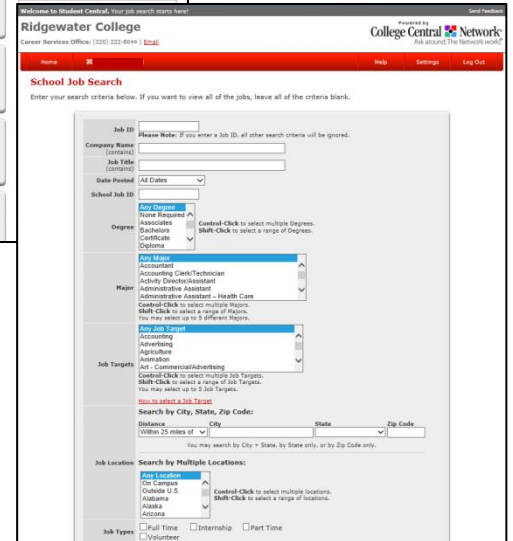 Welcome to Student Central. Your job search starts here!
Send Feedback
Ridgewater College
Career Services Office: (320) 222-8044 | Email
Powered by
College Central Network®
Ask around. The Network works®
Home
Help Settings Log Out
School Job Search
Enter your search criteria below. If you want to view all of the jobs, leave all of the criteria blank.
Job ID
Please Note: If you enter a Job ID, all other search criteria will be ignored.
Company Name
(contains)
Job Title
(contains)
Date Posted All Dates
School Job ID
Degree
Any Degree
None Required
Associates
Bachelors
Certificate
Diploma
Control-Click to select multiple Degrees.
Shift-Click to select a range of Degrees.
Major
Any Major
Accountant
Accounting Clerk/Technician
Activity Director/Assistant
Administrative Assistant
Administrative Assistant – Health Care
Control-Click to select multiple Majors.
Shift-Click to select a range of Majors.
You may select up to 5 different Majors.
Job Targets
Any Job Target
Accounting
Advertising
Agriculture
Animation
Art - Commercial/Advertising
Control-Click to select multiple Job Targets.
Shift-Click to select a range of Job Targets.
You may select up to 5 Job Targets.
How to select a Job Target
Job Location
Search by City, State, Zip Code:
Distance City State Zip Code
Within 25 miles of
You may search by City + State, by State only, or by Zip Code only.
Search by Multiple Locations:
Any Location
On Campus
Outside U.S.
Alabama
Alaska
Arizona
Control-Click to select multiple locations.
Shift-Click to select a range of locations.
Job Types
Full Time Internship Part Time
Volunteer